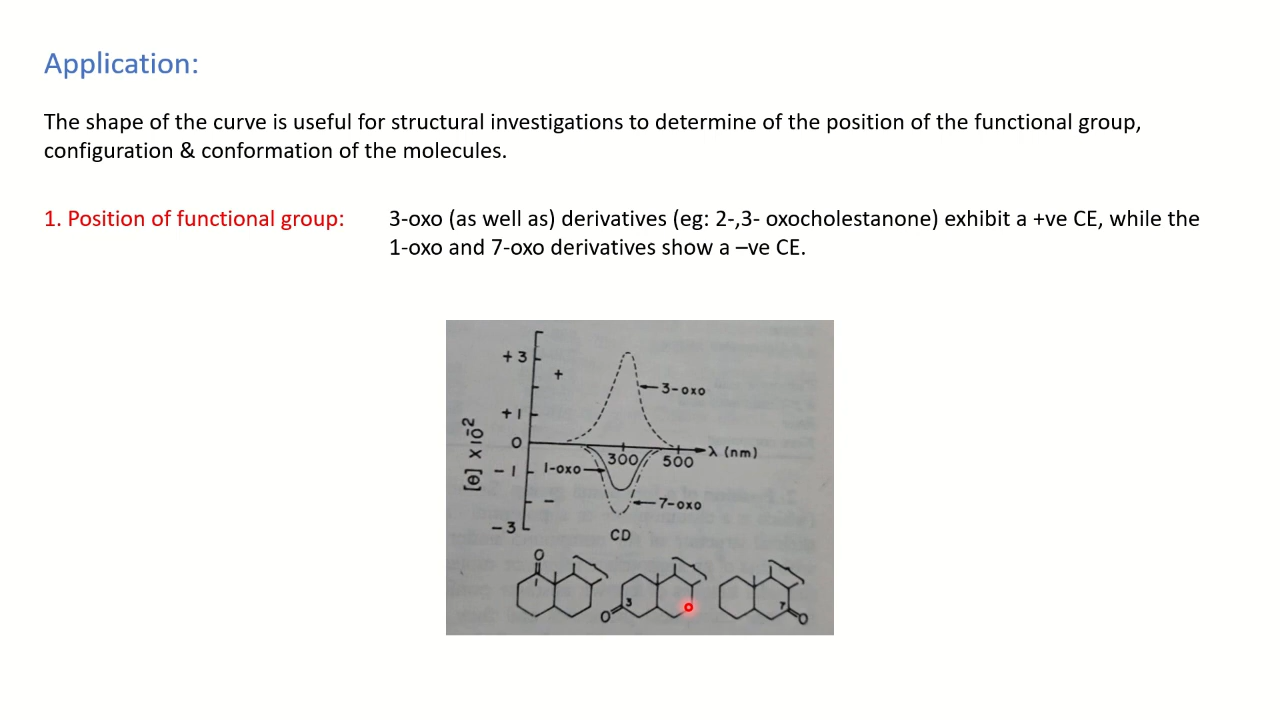 Application:
The shape of the curve is useful for structural investigations to determine of the position of the functional group,
configuration & conformation of the molecules.
1. Position of functional group:
3-oxo (as well as) derivatives (eg: 2-,3- oxocholestanone) exhibit a +ve CE, while the
1-oxo and 7-oxo derivatives show a –ve CE.
+3
+
3-oxo
+1
[θ] x 10⁻²
0
300
500
λ (nm)
-1
1-oxo
-
7-oxo
-3
CD
O
1
3
O
7
O